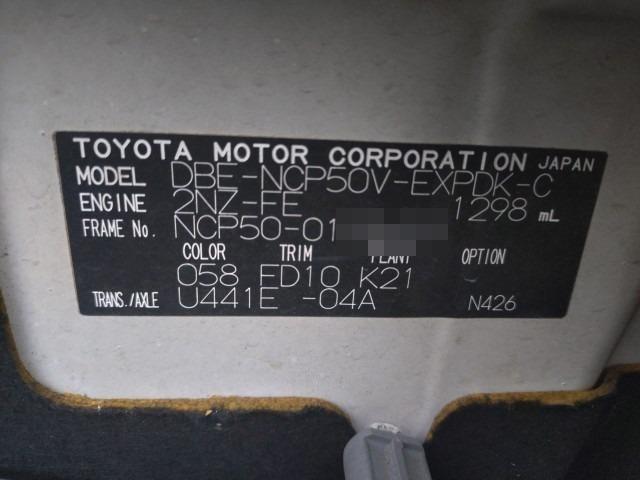 TOYOTA MOTOR CORPORATION JAPAN
MODEL DBE-NCP50V-EXPDK-C
ENGINE 2NZ-FE 1298 mL
FRAME No. NCP50-01
COLOR TRIM PLANT OPTION
058 FD10 K21
TRANS./AXLE U441E -04A N426